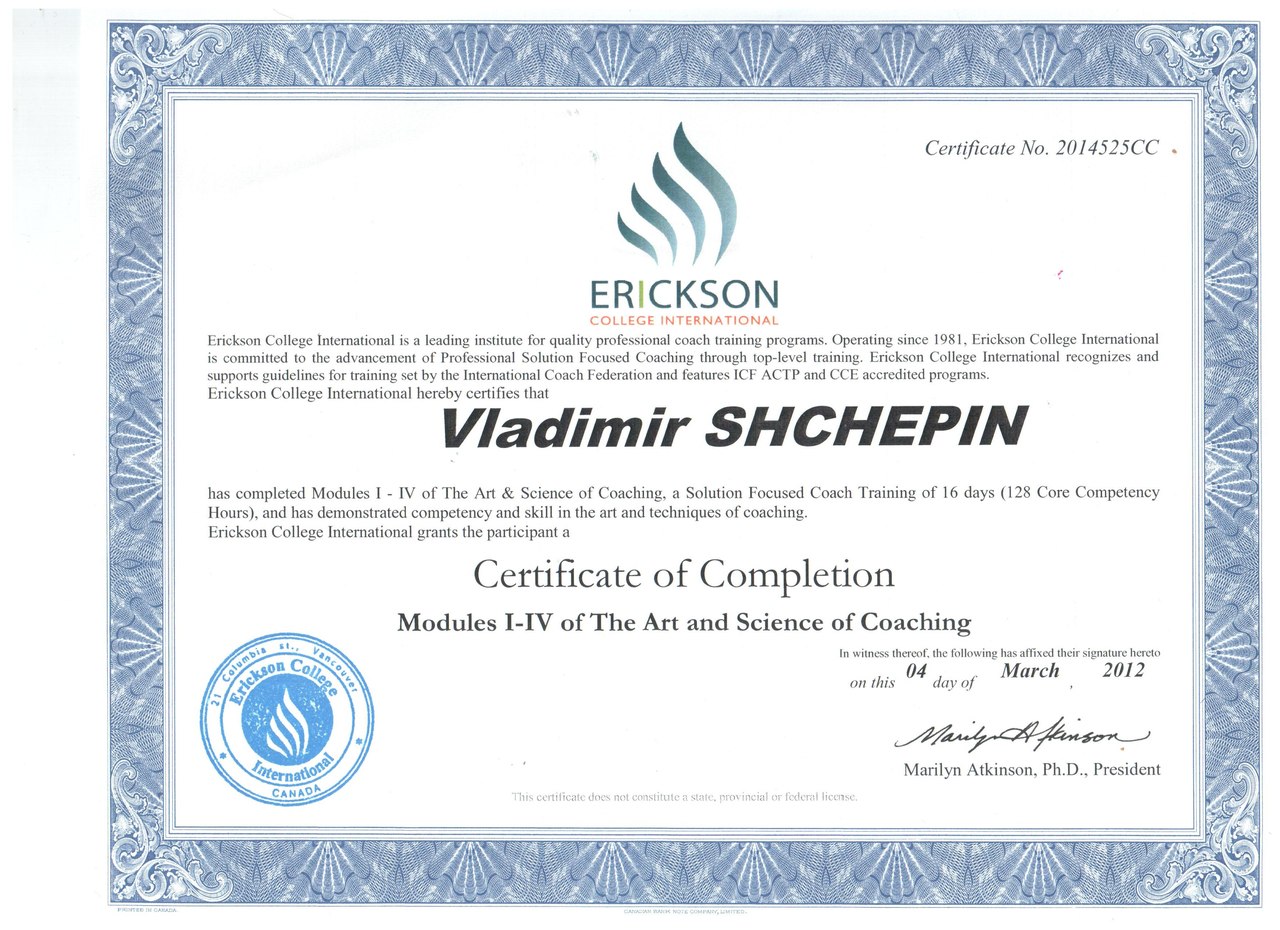 Certificate No. 2014525CC
ERICKSON
COLLEGE INTERNATIONAL
Erickson College International is a leading institute for quality professional coach training programs. Operating since 1981, Erickson College International
is committed to the advancement of Professional Solution Focused Coaching through top-level training. Erickson College International recognizes and
supports guidelines for training set by the International Coach Federation and features ICF ACTP and CCE accredited programs.
Erickson College International hereby certifies that
Vladimir SHCHEPIN
has completed Modules I - IV of The Art & Science of Coaching, a Solution Focused Coach Training of 16 days (128 Core Competency
Hours), and has demonstrated competency and skill in the art and techniques of coaching.
Erickson College International grants the participant a
Certificate of Completion
Modules I-IV of The Art and Science of Coaching
In witness thereof, the following has affixed their signature hereto
on this 04 day of March , 2012
Marilyn Atkinson
Marilyn Atkinson, Ph.D., President
21 Columbia st., Vancouver
Erickson College
International
CANADA
This certificate does not constitute a state, provincial or federal license.
PRINTED IN CANADA
CANADIAN BANK NOTE COMPANY, LIMITED.